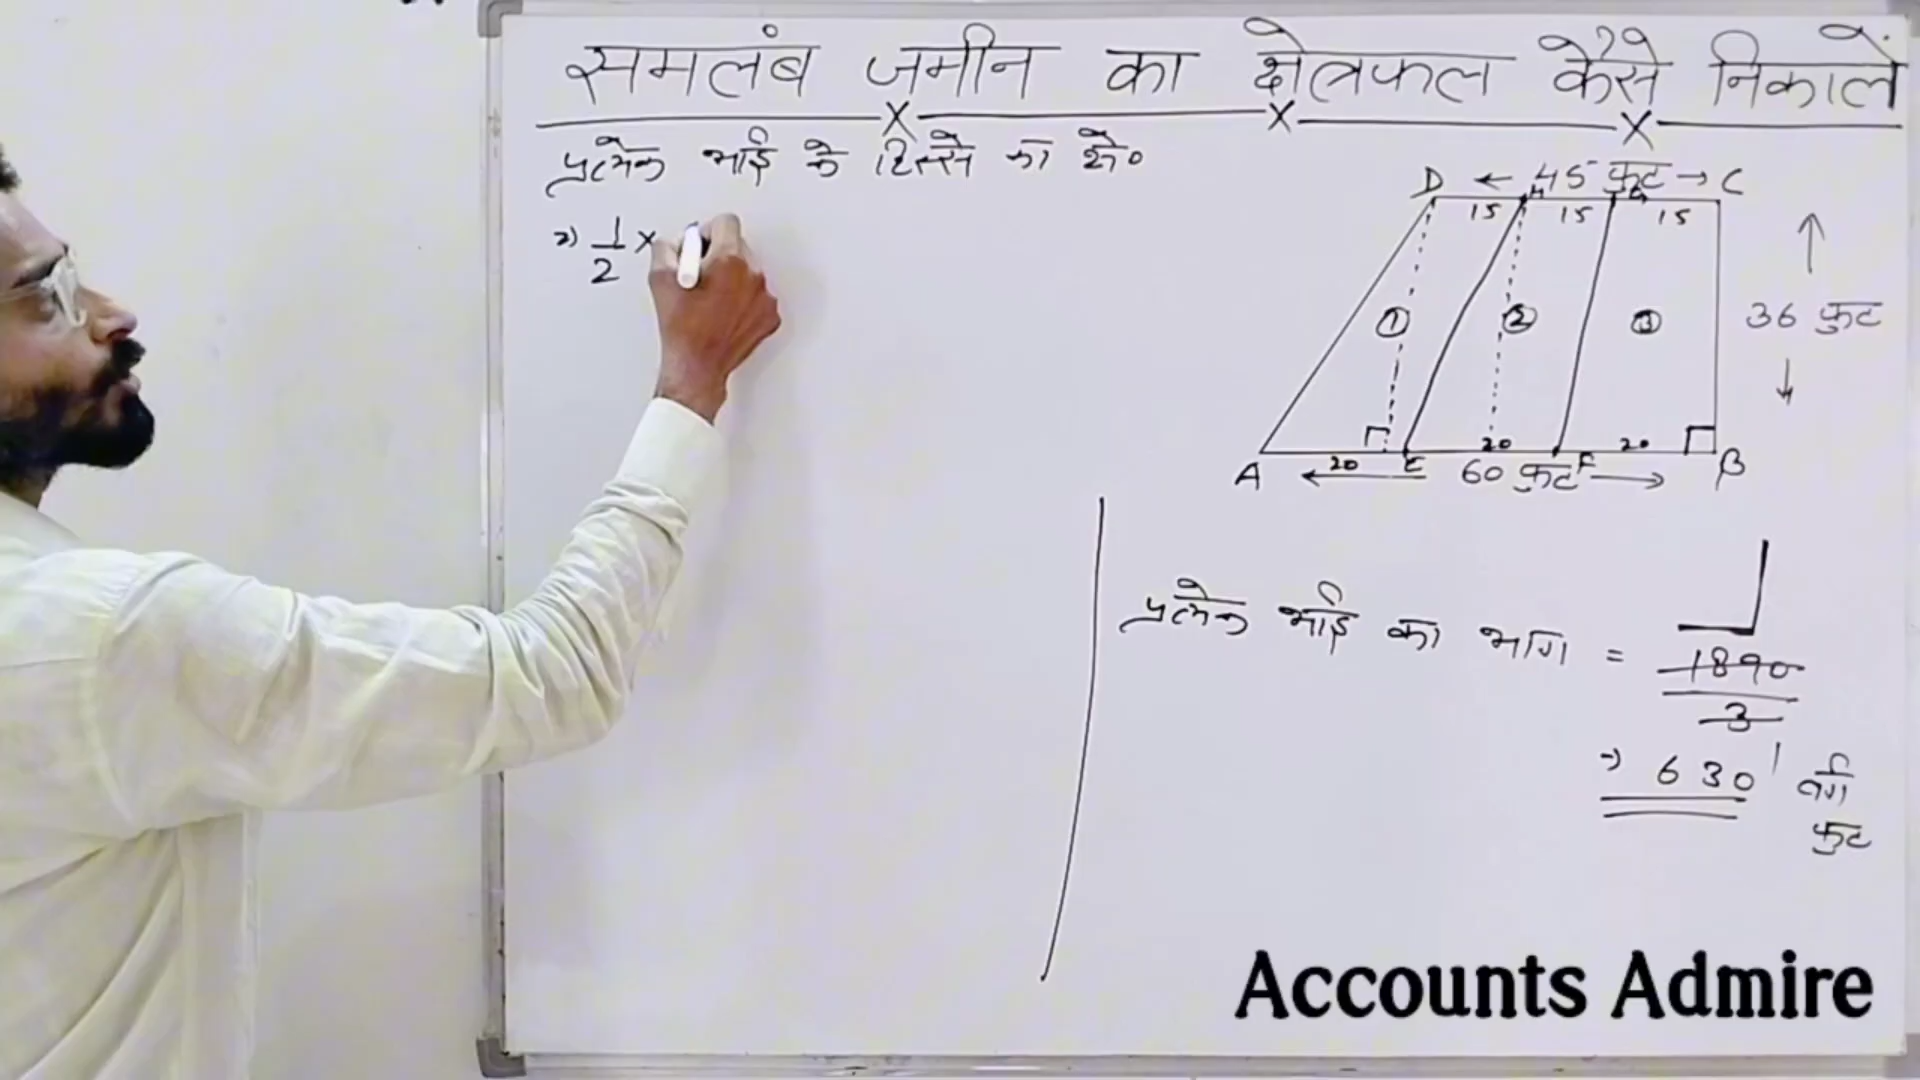 समलंब जमीन का क्षेत्रफल कैसे निकालें
प्रत्येक भाई के हिस्से का क्षे०
⇒ 1/2 ×
D ← 45 फुट → C
H G
15 15 15
① ② ③
36 फुट
20 20 20
A E F B
← 60 फुट →
प्रत्येक भाई का भाग = 1890/3
⇒ 630 वर्ग
फुट
Accounts Admire